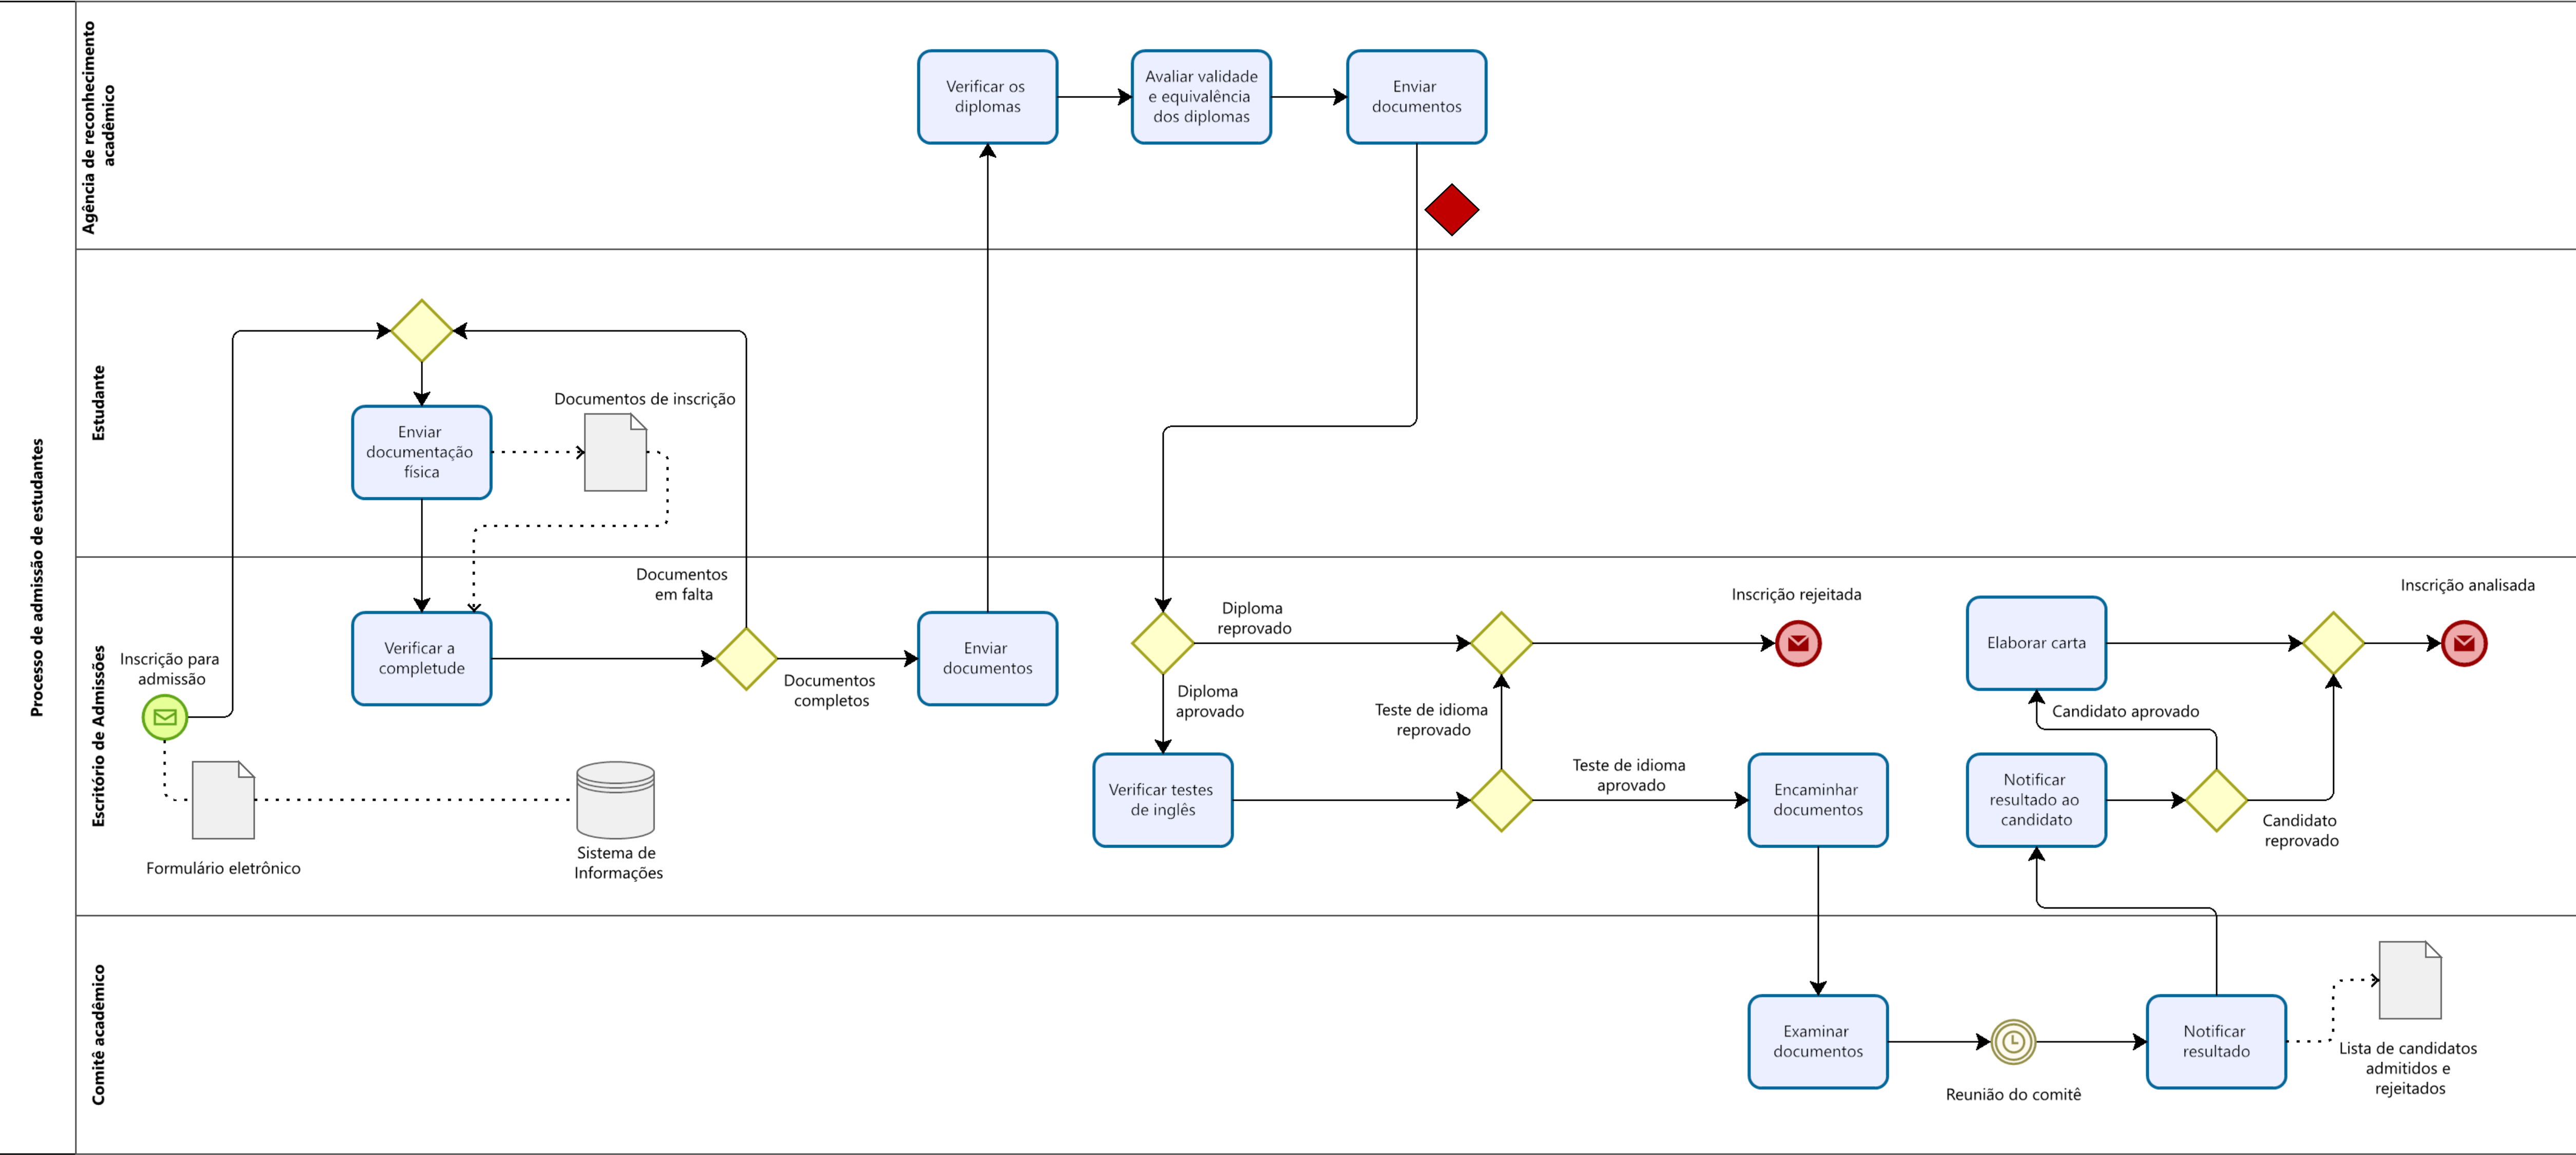 Processo de admissão de estudantes
Agência de reconhecimento
acadêmico
Verificar os
diplomas
Avaliar validade
e equivalência
dos diplomas
Enviar
documentos
Estudante
Enviar
documentação
física
Documentos de inscrição
Escritório de Admissões
Inscrição para
admissão
Formulário eletrônico
Sistema de
Informações
Verificar a
completude
Documentos
em falta
Documentos
completos
Enviar
documentos
Diploma
reprovado
Diploma
aprovado
Verificar testes
de inglês
Teste de idioma
reprovado
Teste de idioma
aprovado
Inscrição rejeitada
Encaminhar
documentos
Elaborar carta
Candidato aprovado
Notificar
resultado ao
candidato
Candidato
reprovado
Inscrição analisada
Comitê acadêmico
Examinar
documentos
Reunião do comitê
Notificar
resultado
Lista de candidatos
admitidos e
rejeitados